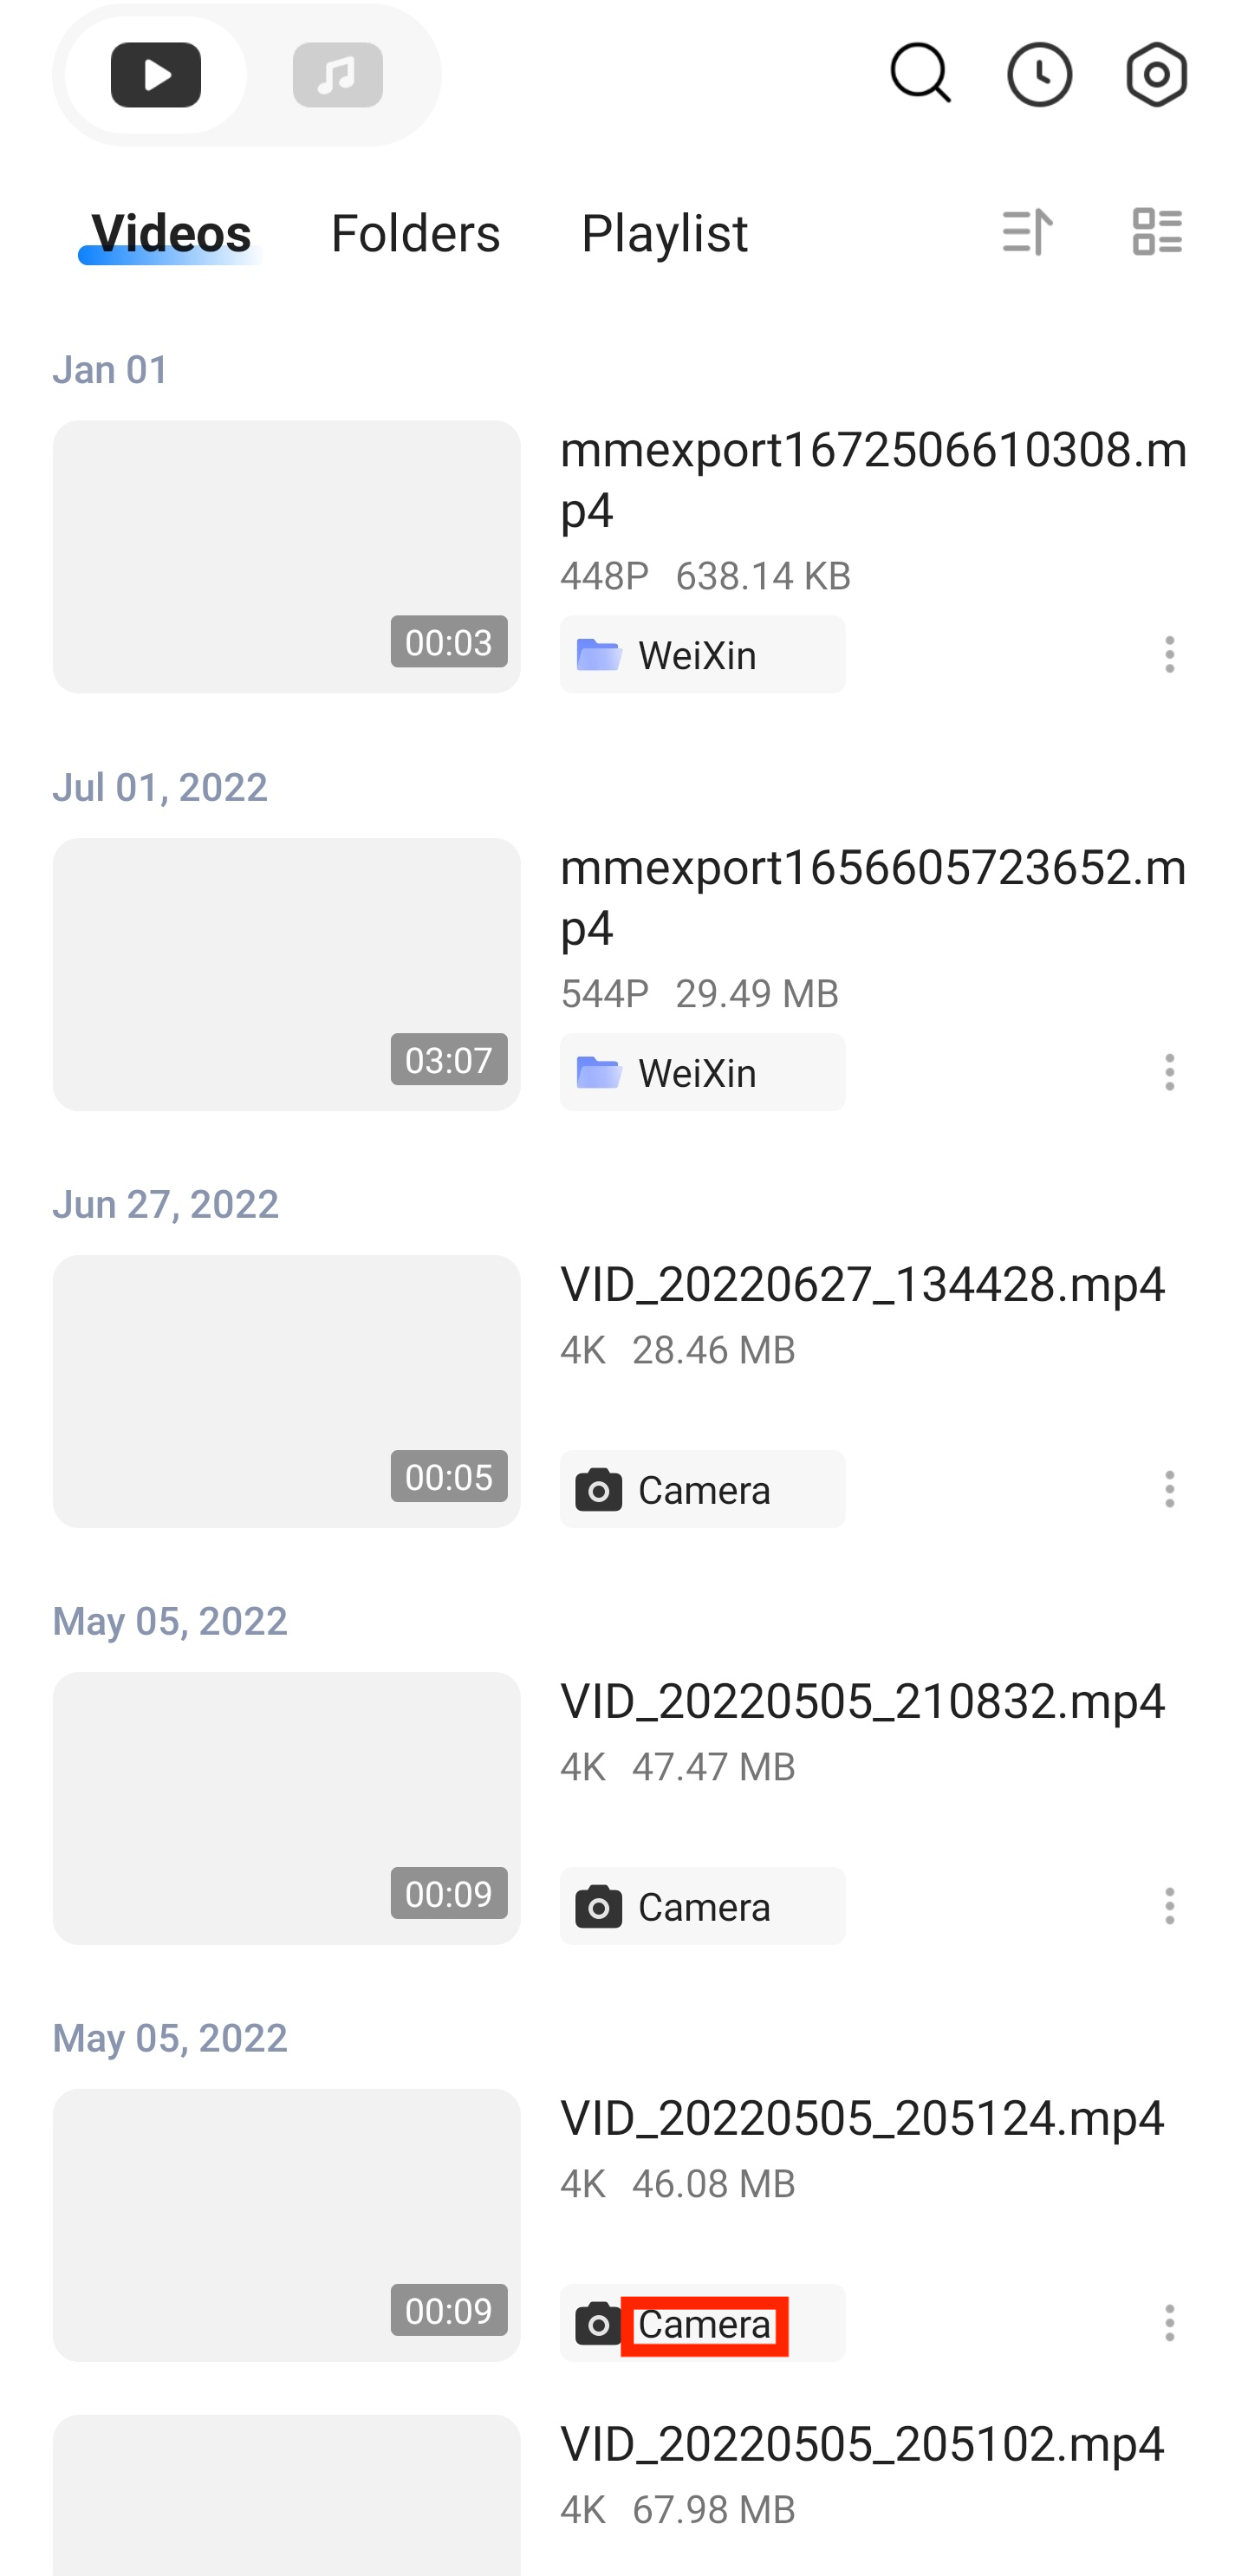 Videos Folders Playlist
Jan 01
mmexport1672506610308.m
p4
448P 638.14 KB
00:03
WeiXin
Jul 01, 2022
mmexport1656605723652.m
p4
544P 29.49 MB
03:07
WeiXin
Jun 27, 2022
VID_20220627_134428.mp4
4K 28.46 MB
00:05
Camera
May 05, 2022
VID_20220505_210832.mp4
4K 47.47 MB
00:09
Camera
May 05, 2022
VID_20220505_205124.mp4
4K 46.08 MB
00:09
Camera
VID_20220505_205102.mp4
4K 67.98 MB